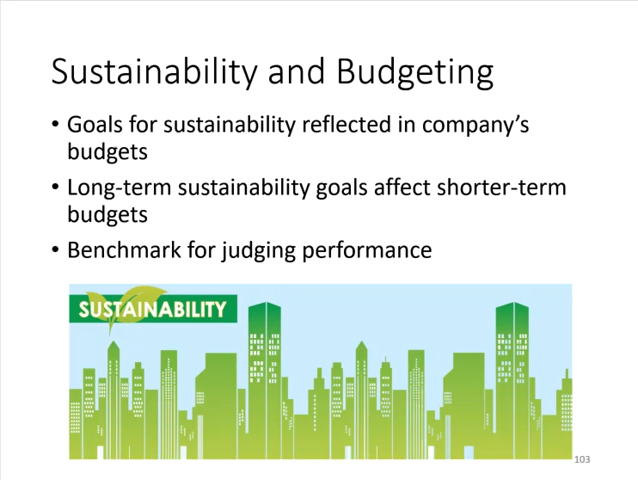 Sustainability and Budgeting
• Goals for sustainability reflected in company’s
budgets
• Long-term sustainability goals affect shorter-term
budgets
• Benchmark for judging performance
SUSTAINABILITY
103